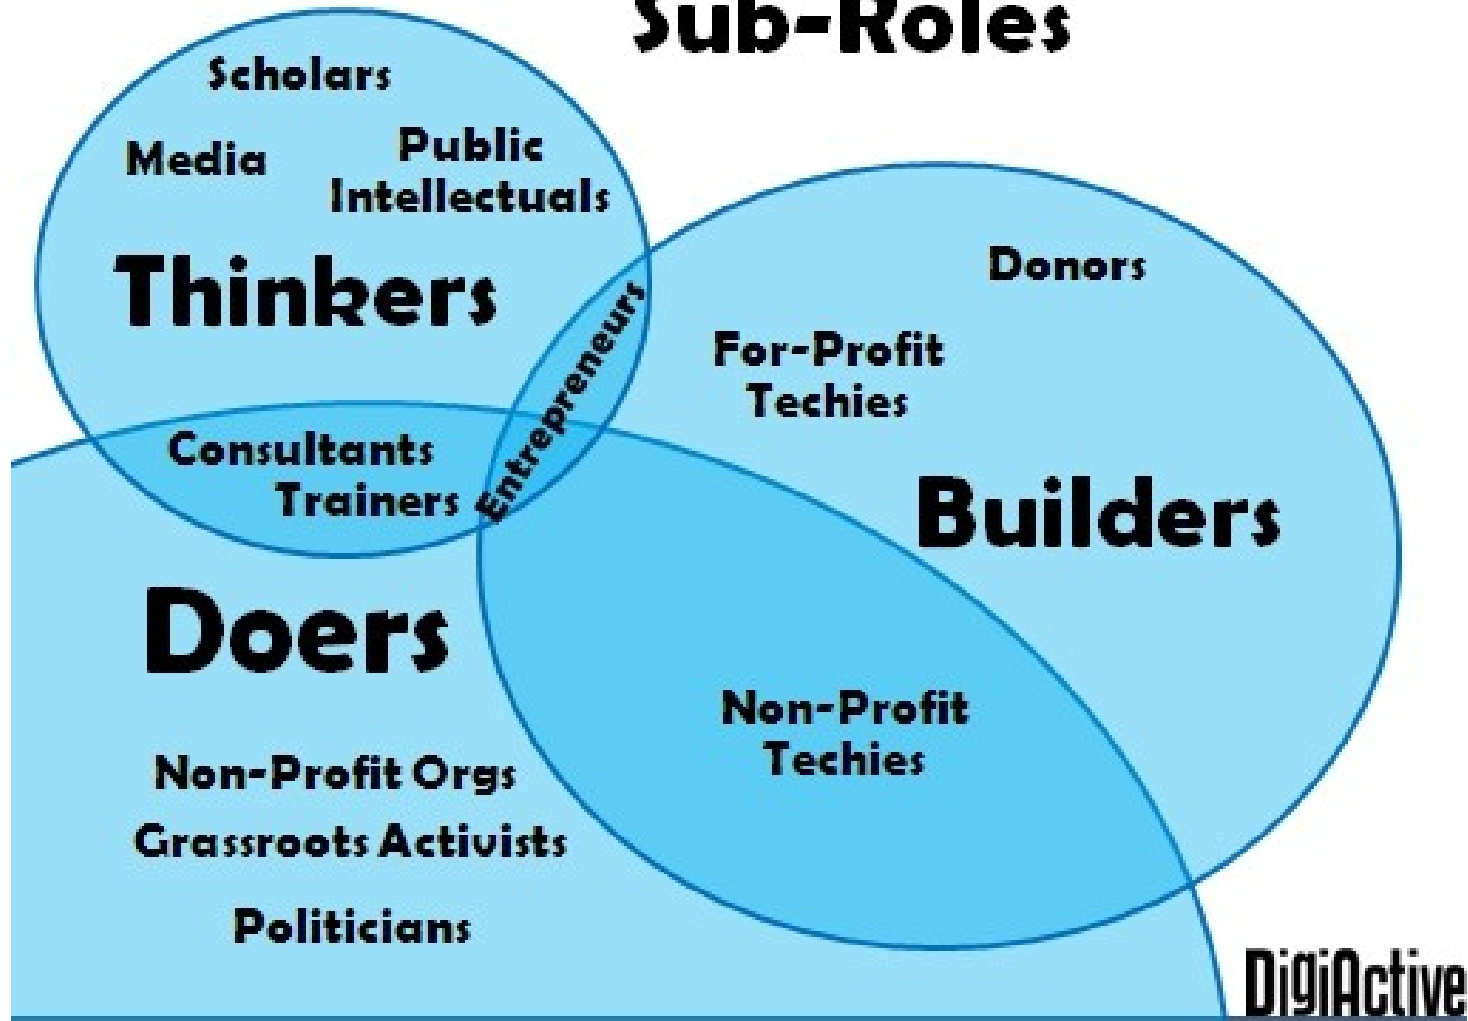 Sub-Roles
Scholars
Media
Public
Intellectuals
Thinkers
Entrepreneurs
Consultants
Trainers
Donors
For-Profit
Techies
Builders
Doers
Non-Profit
Techies
Non-Profit Orgs
Grassroots Activists
Politicians
DigiActive